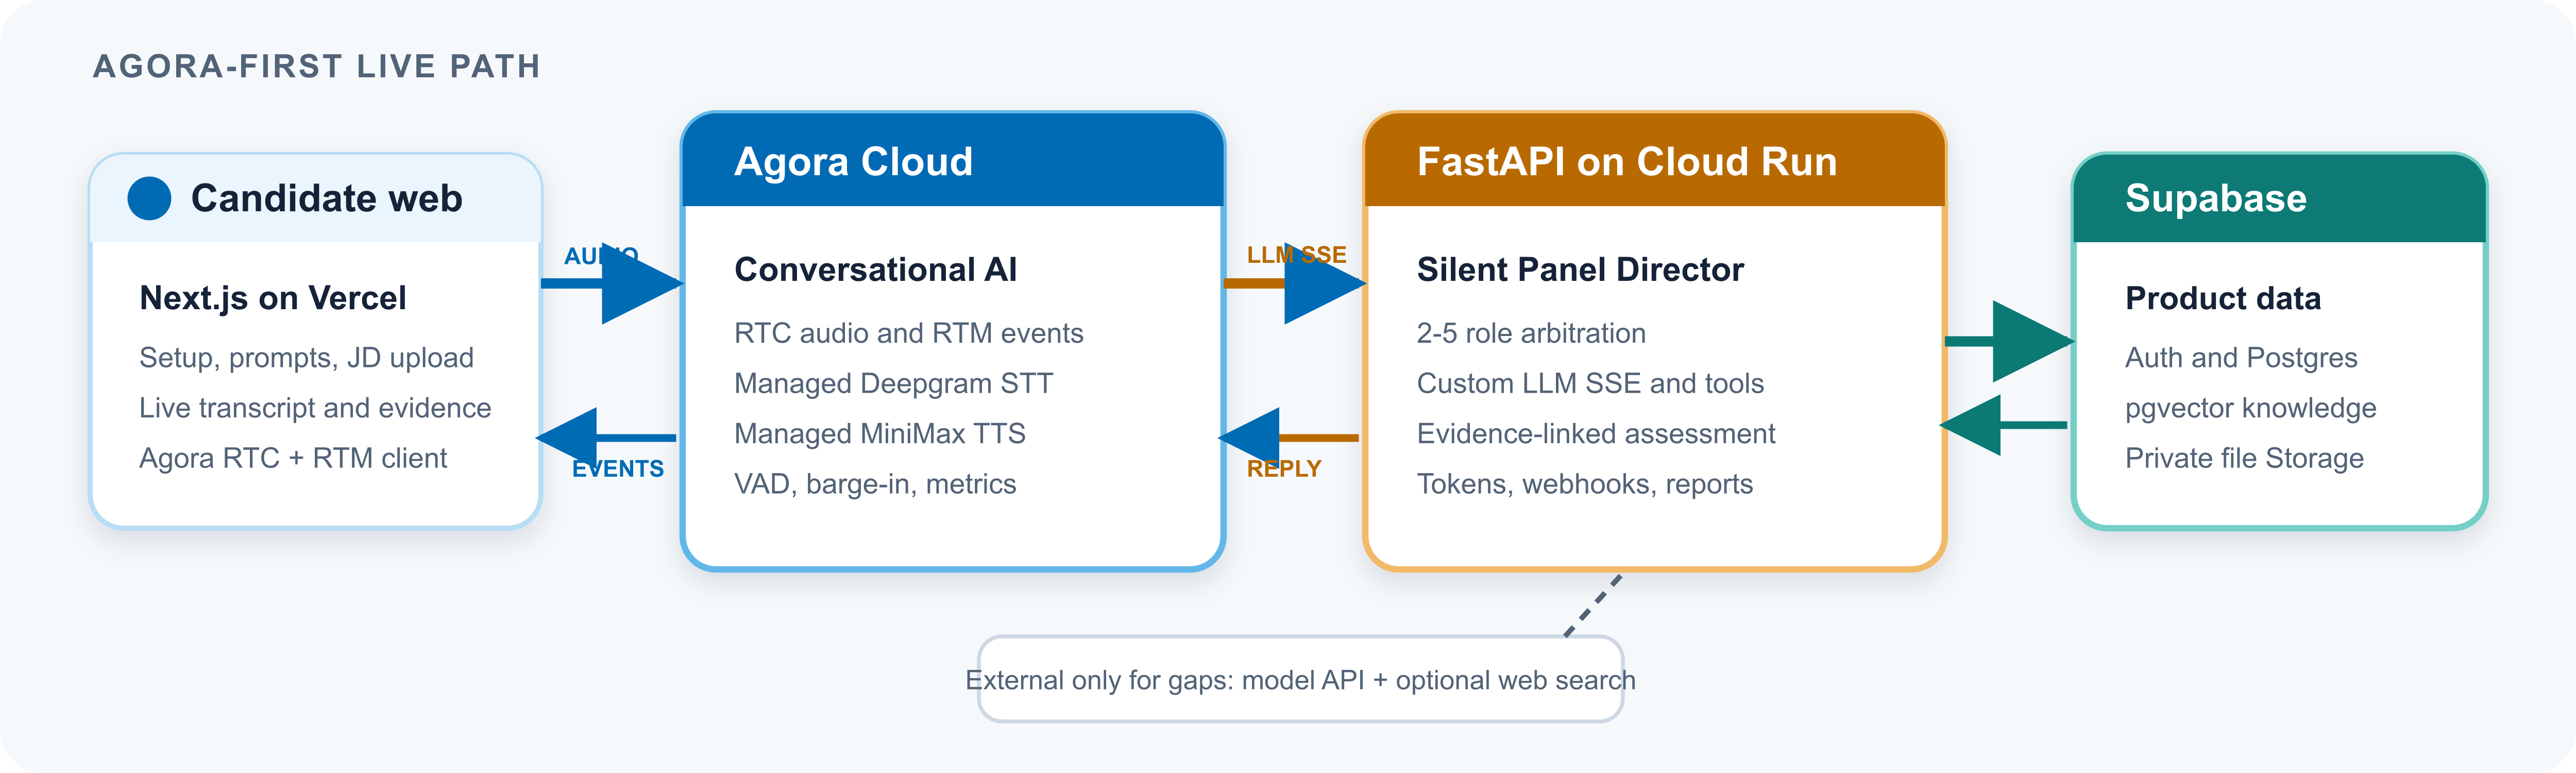 AGORA-FIRST LIVE PATH
Candidate web
Next.js on Vercel
Setup, prompts, JD upload
Live transcript and evidence
Agora RTC + RTM client
AUDIO
EVENTS
Agora Cloud
Conversational AI
RTC audio and RTM events
Managed Deepgram STT
Managed MiniMax TTS
VAD, barge-in, metrics
LLM SSE
REPLY
FastAPI on Cloud Run
Silent Panel Director
2-5 role arbitration
Custom LLM SSE and tools
Evidence-linked assessment
Tokens, webhooks, reports
Supabase
Product data
Auth and Postgres
pgvector knowledge
Private file Storage
External only for gaps: model API + optional web search